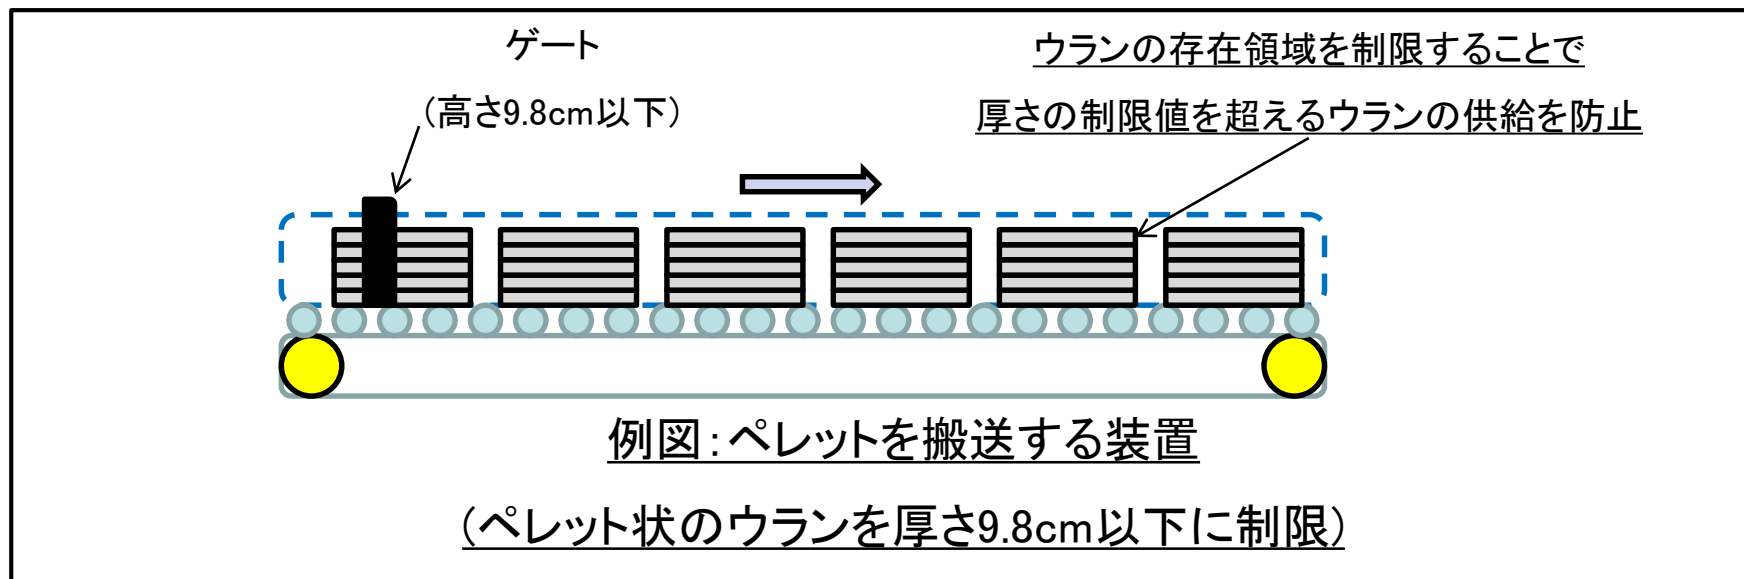 ゲート
(高さ9.8cm以下)
ウランの存在領域を制限することで
厚さの制限値を超えるウランの供給を防止
例図:ペレットを搬送する装置
(ペレット状のウランを厚さ9.8cm以下に制限)